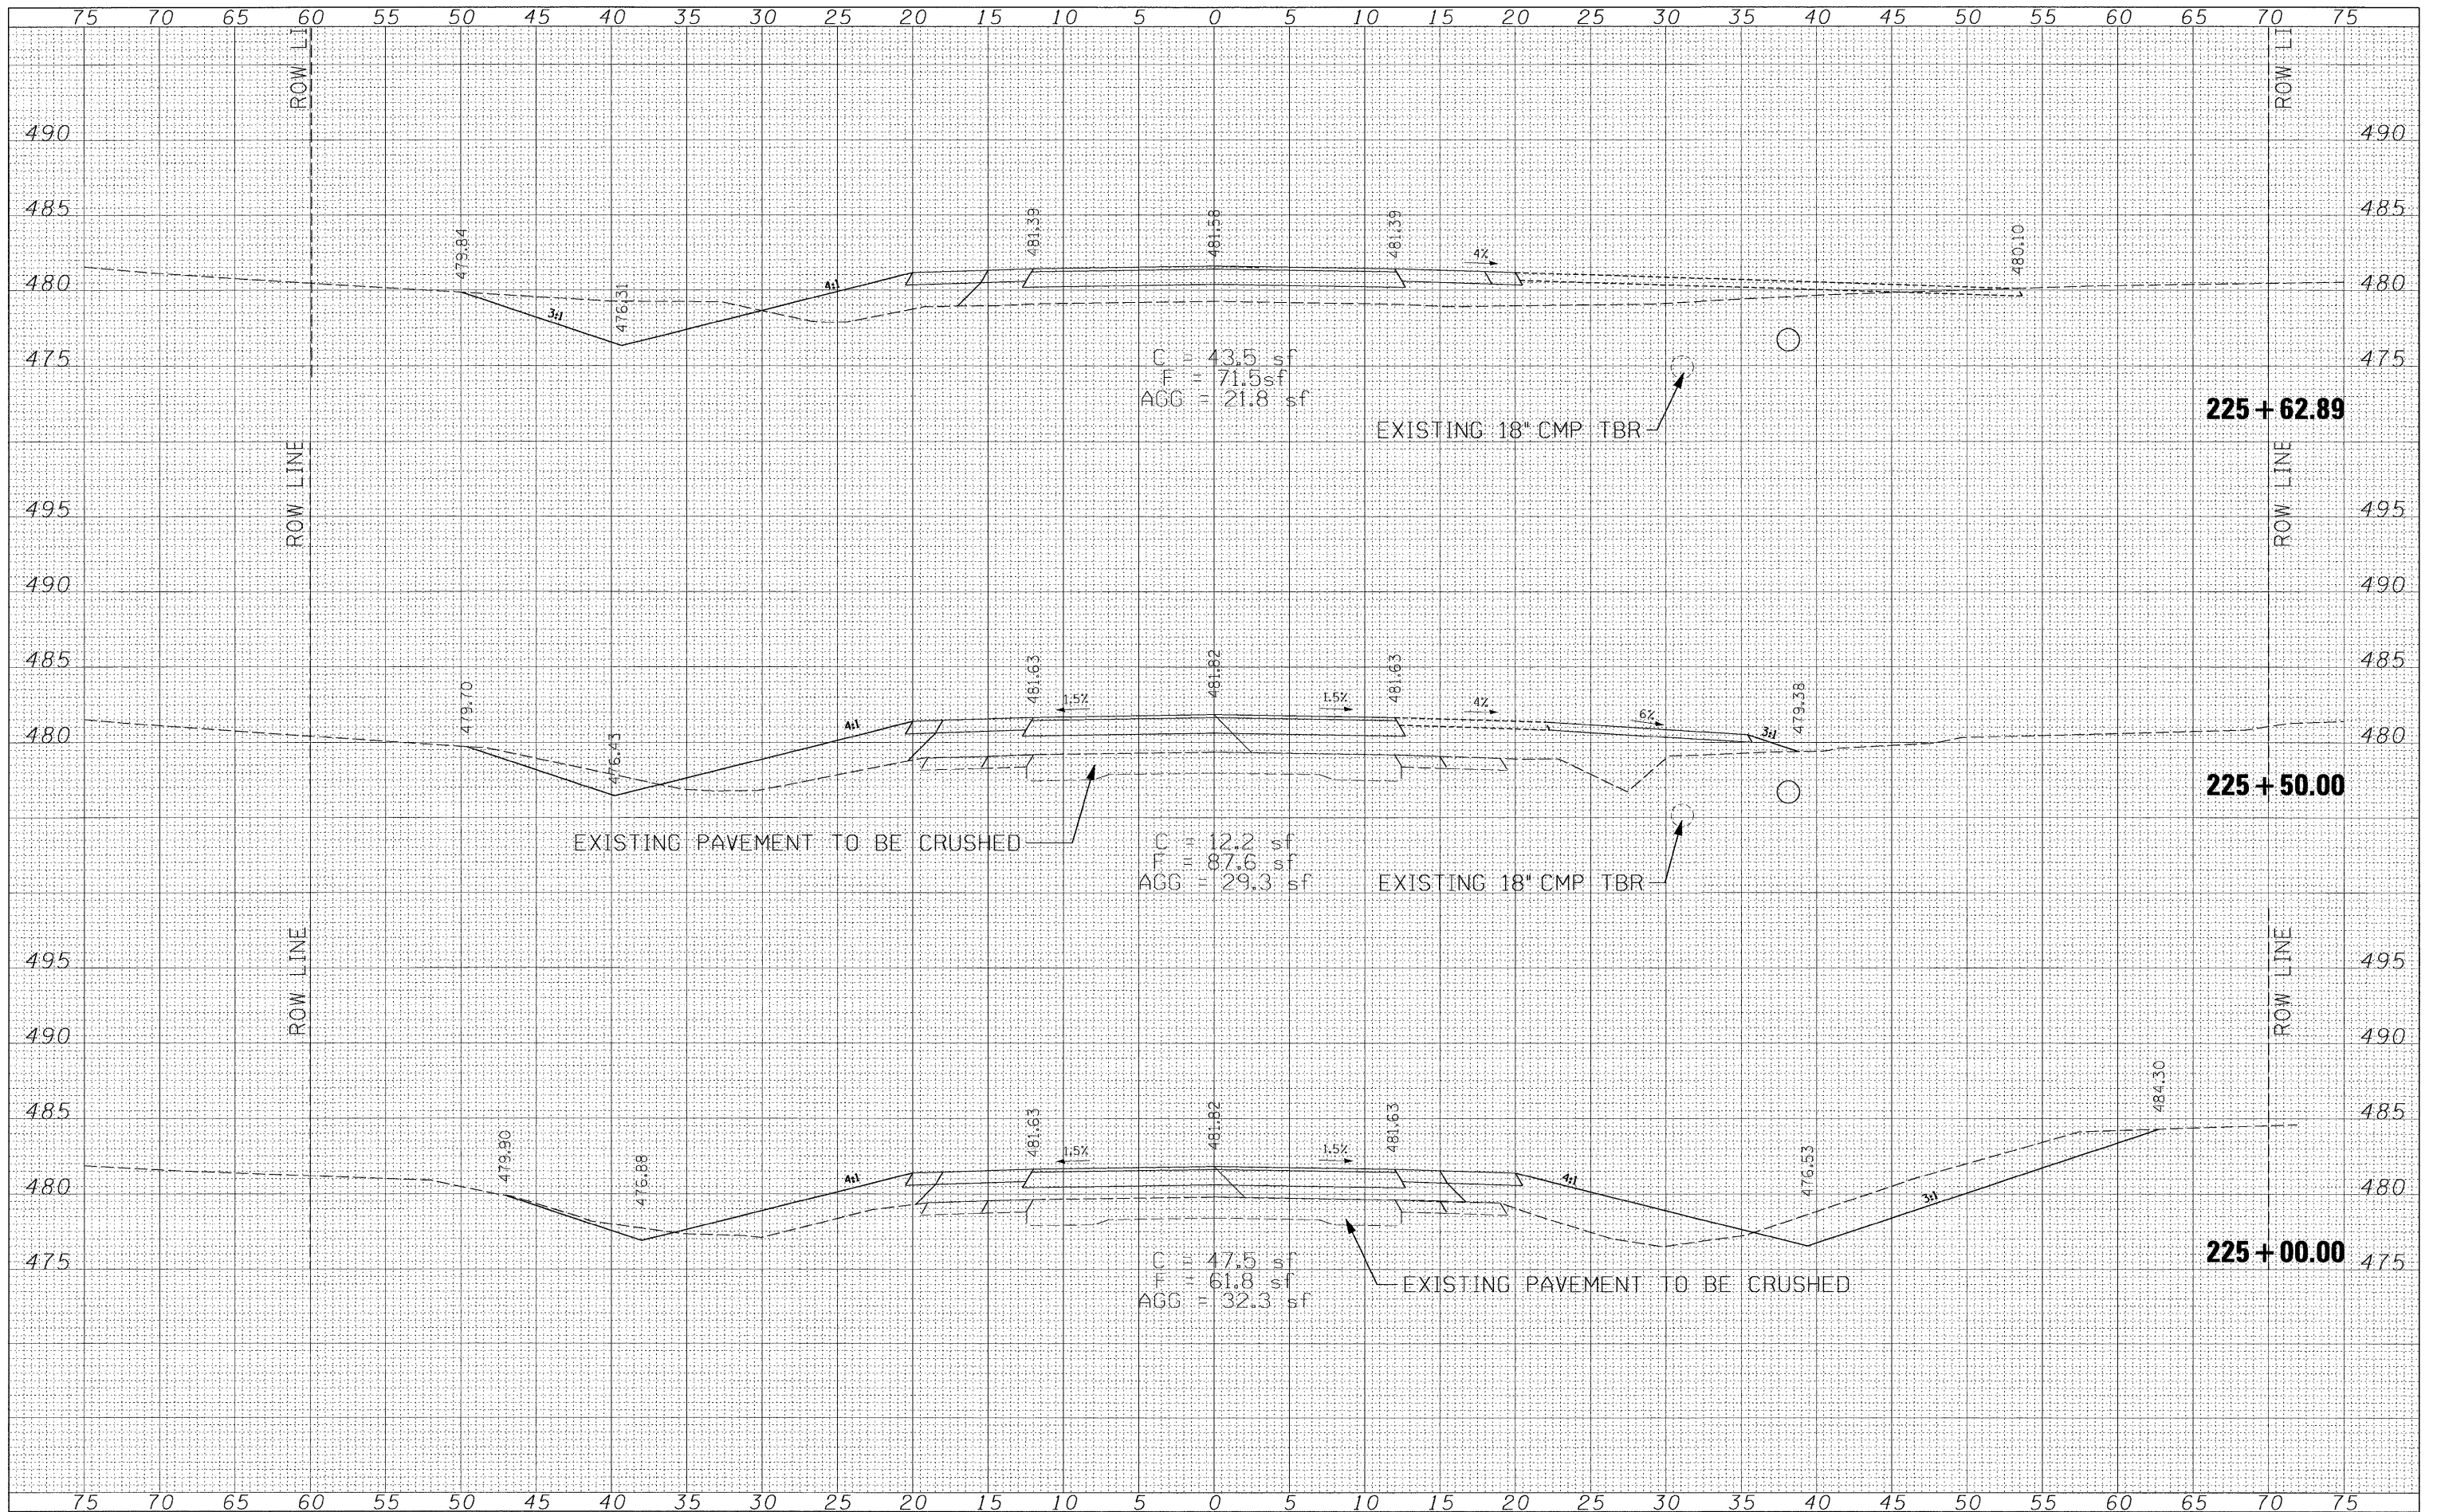 75 70 65 60 55 50 45 40 35 30 25 20 15 10 5 0 5 10 15 20 25 30 35 40 45 50 55 60 65 70 75
ROW LI
ROW LI
490 490
485 485
479.84
476.31
481.39
481.58
481.39
480.10
4%
480 480
4:1
3:1
475 475
C = 43.5 sf
F = 71.5sf
AGG = 21.8 sf
225+62.89
EXISTING 18" CMP TBR
ROW LINE
ROW LINE
495 495
490 490
485 485
479.70
476.43
481.63
481.82
481.63
479.38
1.5%
1.5%
4%
6%
4:1
3:1
480 480
225+50.00
EXISTING PAVEMENT TO BE CRUSHED
C = 12.2 sf
F = 87.6 sf
AGG = 29.3 sf
EXISTING 18" CMP TBR
ROW LINE
ROW LINE
495 495
490 490
485 485
479.90
476.88
481.63
481.82
481.63
476.53
484.30
1.5%
1.5%
4:1
4:1
3:1
480 480
475 475
225+00.00
C = 47.5 sf
F = 61.8 sf
AGG = 32.3 sf
EXISTING PAVEMENT TO BE CRUSHED
75 70 65 60 55 50 45 40 35 30 25 20 15 10 5 0 5 10 15 20 25 30 35 40 45 50 55 60 65 70 75